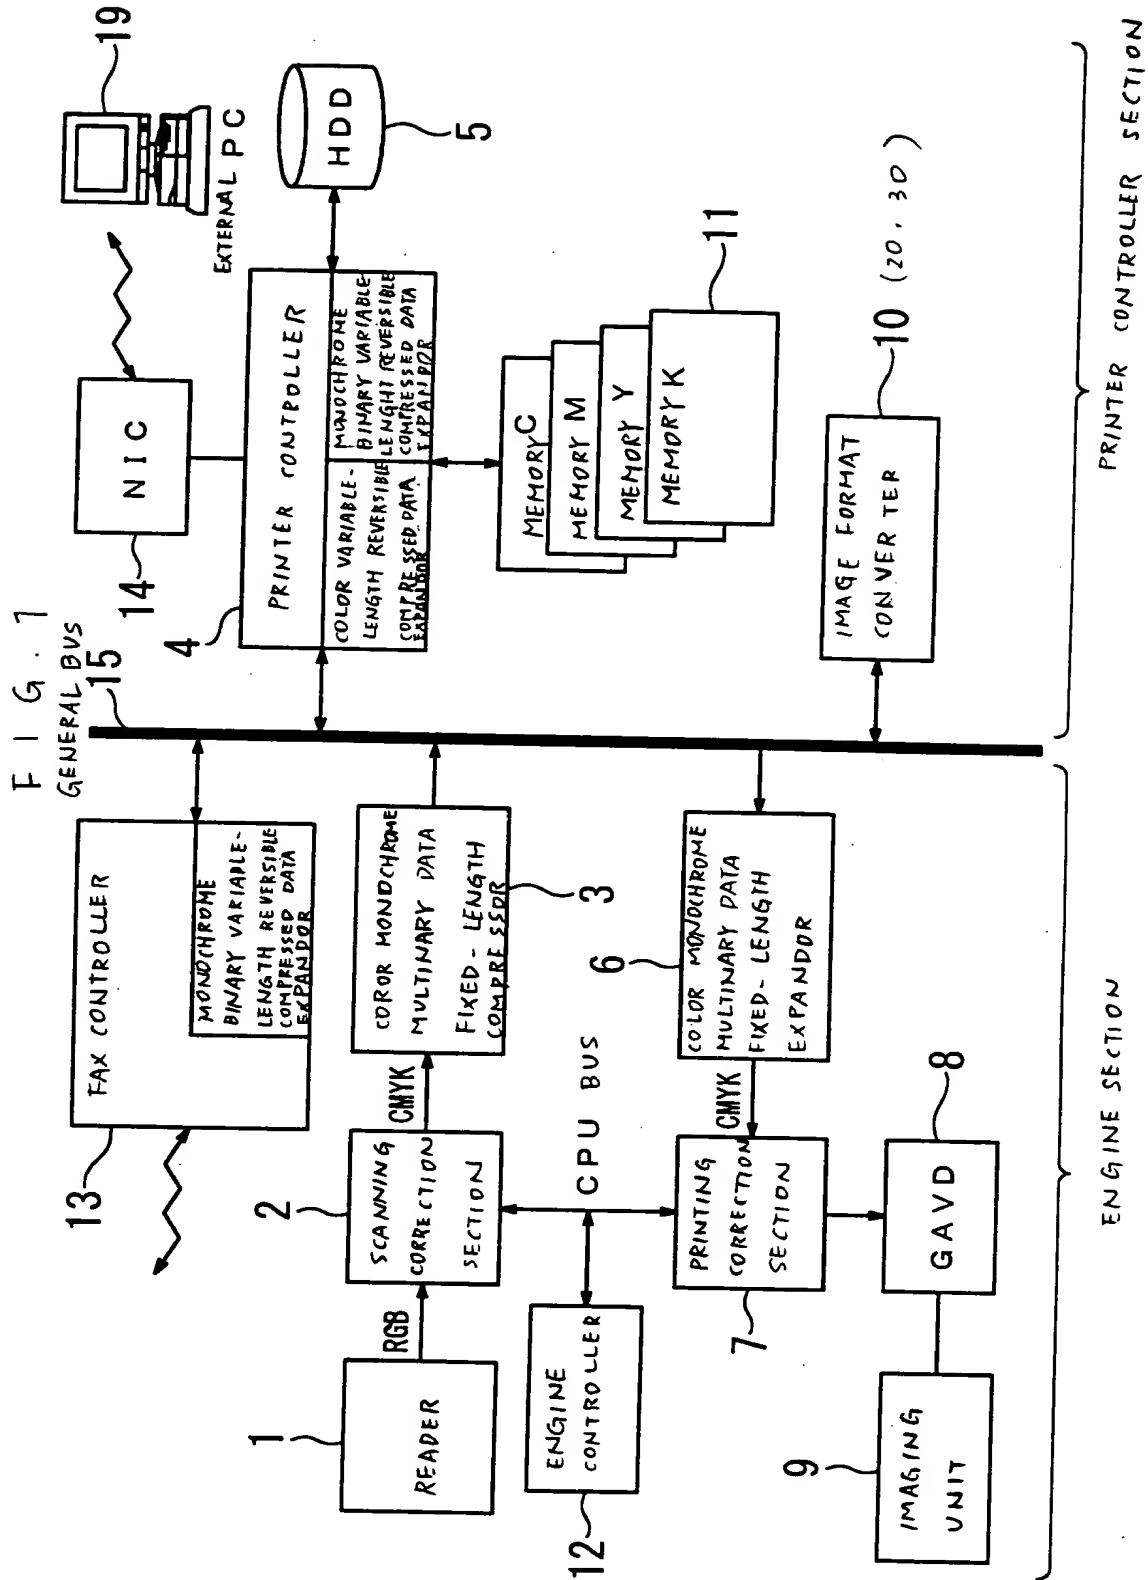 FIG. 1
GENERAL BUS
15
13
FAX CONTROLLER
MONOCHROME
BINARY VARIABLE-
LENGTH REVERSIBLE
COMPRESSED DATA
EXPANDOR
1
READER
RGB
2
SCANNING
CORRECTION
SECTION
CMYK
COROR MONOCHROME
MULTINARY DATA
FIXED-LENGTH
COMPRESSOR
3
12
ENGINE
CONTROLLER
CPU BUS
6
COLOR MONOCHROME
MULTINARY DATA
FIXED-LENGTH
EXPANDOR
CMYK
7
PRINTING
CORRECTION
SECTION
8
GAVD
9
IMAGING
UNIT
ENGINE SECTION
14
NIC
19
EXTERNAL PC
4
PRINTER CONTROLLER
COLOR VARIABLE-
LENGTH REVERSIBLE
COMPRESSED DATA
EXPANDOR
MONOCHROME
BINARY VARIABLE-
LENGHT REVERSIBLE
COMPRESSED DATA
EXPANDOR
HDD
5
MEMORY C
MEMORY M
MEMORY Y
MEMORY K
11
IMAGE FORMAT
CONVERTER
10 (20, 30)
PRINTER CONTROLLER SECTION